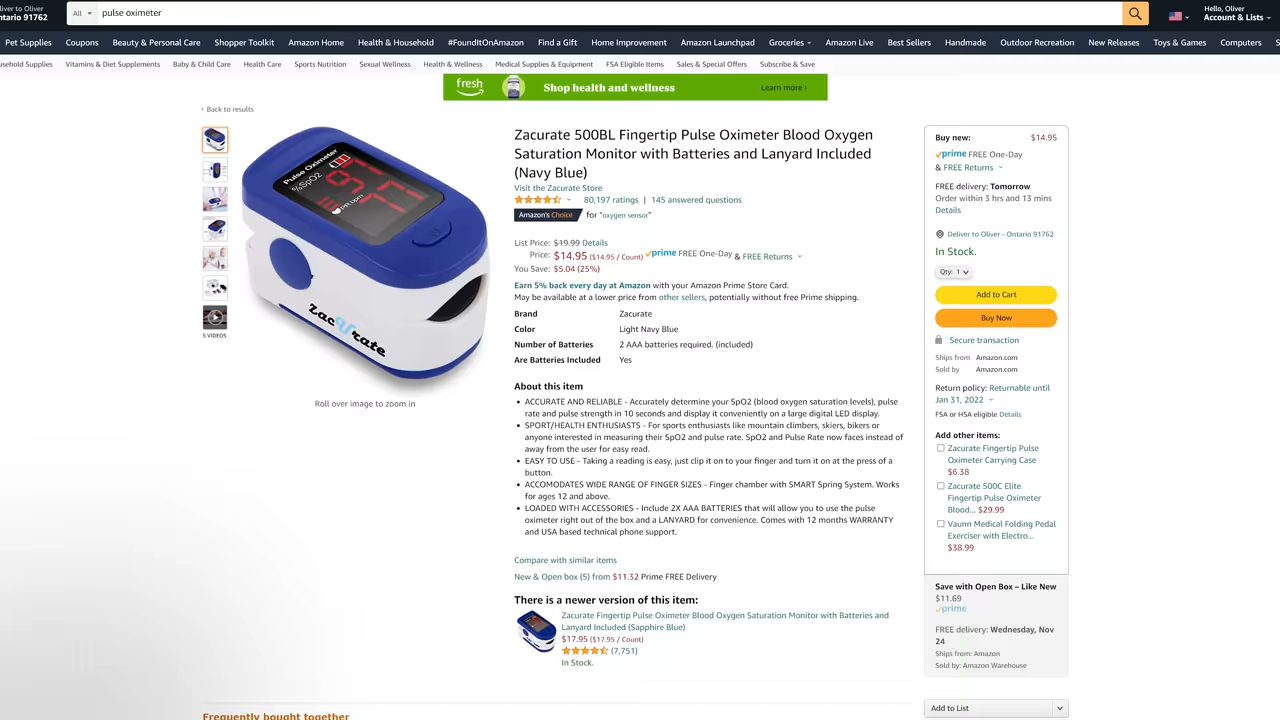 liver to Oliver
ntario 91762
All
pulse oximeter
Hello, Oliver
Account & Lists
Pet Supplies Coupons Beauty & Personal Care Shopper Toolkit Amazon Home Health & Household #FoundItOnAmazon Find a Gift Home Improvement Amazon Launchpad Groceries Amazon Live Best Sellers Handmade Outdoor Recreation New Releases Toys & Games Computers S
sehold Supplies Vitamins & Diet Supplements Baby & Child Care Health Care Sports Nutrition Sexual Wellness Health & Wellness Medical Supplies & Equipment FSA Eligible Items Sales & Special Offers Subscribe & Save
fresh Shop health and wellness Learn more ›
‹ Back to results
5 VIDEOS
Pulse Oximeter
%SpO2
97
PR bpm
Zacurate
Roll over image to zoom in
Zacurate 500BL Fingertip Pulse Oximeter Blood Oxygen
Saturation Monitor with Batteries and Lanyard Included
(Navy Blue)
Visit the Zacurate Store
80,197 ratings | 145 answered questions
Amazon's Choice for "oxygen sensor"
List Price: $19.99 Details
Price: $14.95 ($14.95 / Count) prime FREE One-Day & FREE Returns
You Save: $5.04 (25%)
Earn 5% back every day at Amazon with your Amazon Prime Store Card.
May be available at a lower price from other sellers, potentially without free Prime shipping.
Brand Zacurate
Color Light Navy Blue
Number of Batteries 2 AAA batteries required. (included)
Are Batteries Included Yes
About this item
• ACCURATE AND RELIABLE - Accurately determine your SpO2 (blood oxygen saturation levels), pulse
rate and pulse strength in 10 seconds and display it conveniently on a large digital LED display.
• SPORT/HEALTH ENTHUSIASTS - For sports enthusiasts like mountain climbers, skiers, bikers or
anyone interested in measuring their SpO2 and pulse rate. SpO2 and Pulse Rate now faces instead of
away from the user for easy read.
• EASY TO USE - Taking a reading is easy, just clip it on to your finger and turn it on at the press of a
button.
• ACCOMODATES WIDE RANGE OF FINGER SIZES - Finger chamber with SMART Spring System. Works
for ages 12 and above.
• LOADED WITH ACCESSORIES - Include 2X AAA BATTERIES that will allow you to use the pulse
oximeter right out of the box and a LANYARD for convenience. Comes with 12 months WARRANTY
and USA based technical phone support.
Compare with similar items
New & Open box (5) from $11.32 Prime FREE Delivery
There is a newer version of this item:
Zacurate Fingertip Pulse Oximeter Blood Oxygen Saturation Monitor with Batteries and
Lanyard Included (Sapphire Blue)
$17.95 ($17.95 / Count)
(7,751)
In Stock.
Buy new: $14.95
prime FREE One-Day
& FREE Returns
FREE delivery: Tomorrow
Order within 3 hrs and 13 mins
Details
Deliver to Oliver - Ontario 91762
In Stock.
Qty: 1
Add to Cart
Buy Now
Secure transaction
Ships from Amazon.com
Sold by Amazon.com
Return policy: Returnable until
Jan 31, 2022
FSA or HSA eligible Details
Add other items:
Zacurate Fingertip Pulse
Oximeter Carrying Case
$6.38
Zacurate 500C Elite
Fingertip Pulse Oximeter
Blood... $29.99
Vaunn Medical Folding Pedal
Exerciser with Electro...
$38.99
Save with Open Box – Like New
$11.69
prime
FREE delivery: Wednesday, Nov
24
Ships from: Amazon
Sold by: Amazon Warehouse
Add to List
Frequently bought together